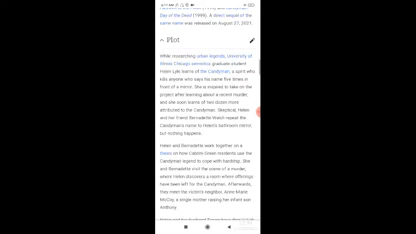 Day of the Dead (1999). A direct sequel of the
same name was released on August 27, 2021.
Plot
While researching urban legends, University of
Illinois Chicago semiotics graduate student
Helen Lyle learns of the Candyman, a spirit who
kills anyone who says his name five times in
front of a mirror. She is inspired to take on the
project after learning about a recent murder,
and she soon learns of two dozen more
attributed to the Candyman. Skeptical, Helen
and her friend Bernadette Walsh repeat the
Candyman's name to Helen's bathroom mirror,
but nothing happens.
Helen and Bernadette work together on a
thesis on how Cabrini-Green residents use the
Candyman legend to cope with hardship. She
and Bernadette visit the scene of a murder,
where Helen discovers a room where offerings
have been left for the Candyman. Afterwards,
they meet the victim's neighbor, Anne-Marie
McCoy, a single mother raising her infant son
Anthony.